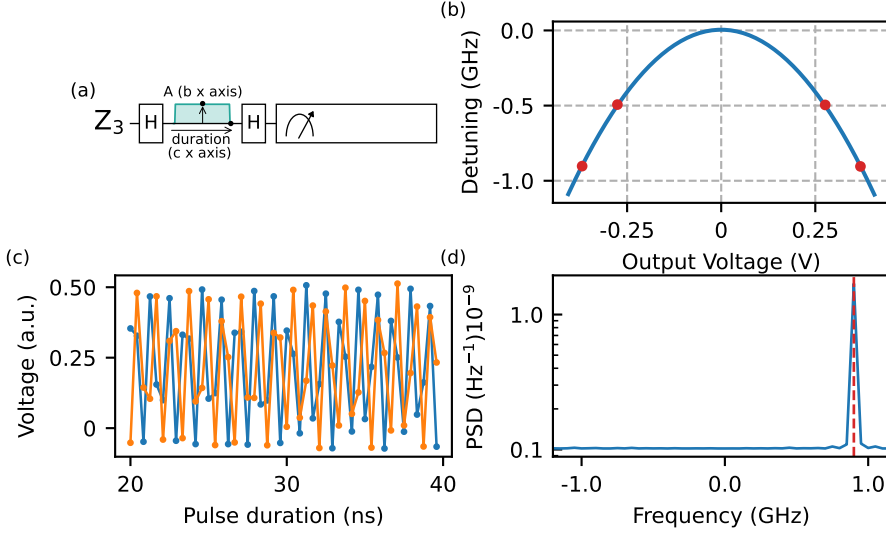 (a)
A (b x axis)
Z3
H
H
duration
(c x axis)
(b)
Detuning (GHz)
0.0
-0.5
-1.0
-0.25
0
0.25
Output Voltage (V)
(c)
Voltage (a.u.)
0.50
0.25
0
20
30
40
Pulse duration (ns)
(d)
PSD (Hz⁻¹)10⁻⁹
1.0
0.1
-1.0
0.0
1.0
Frequency (GHz)